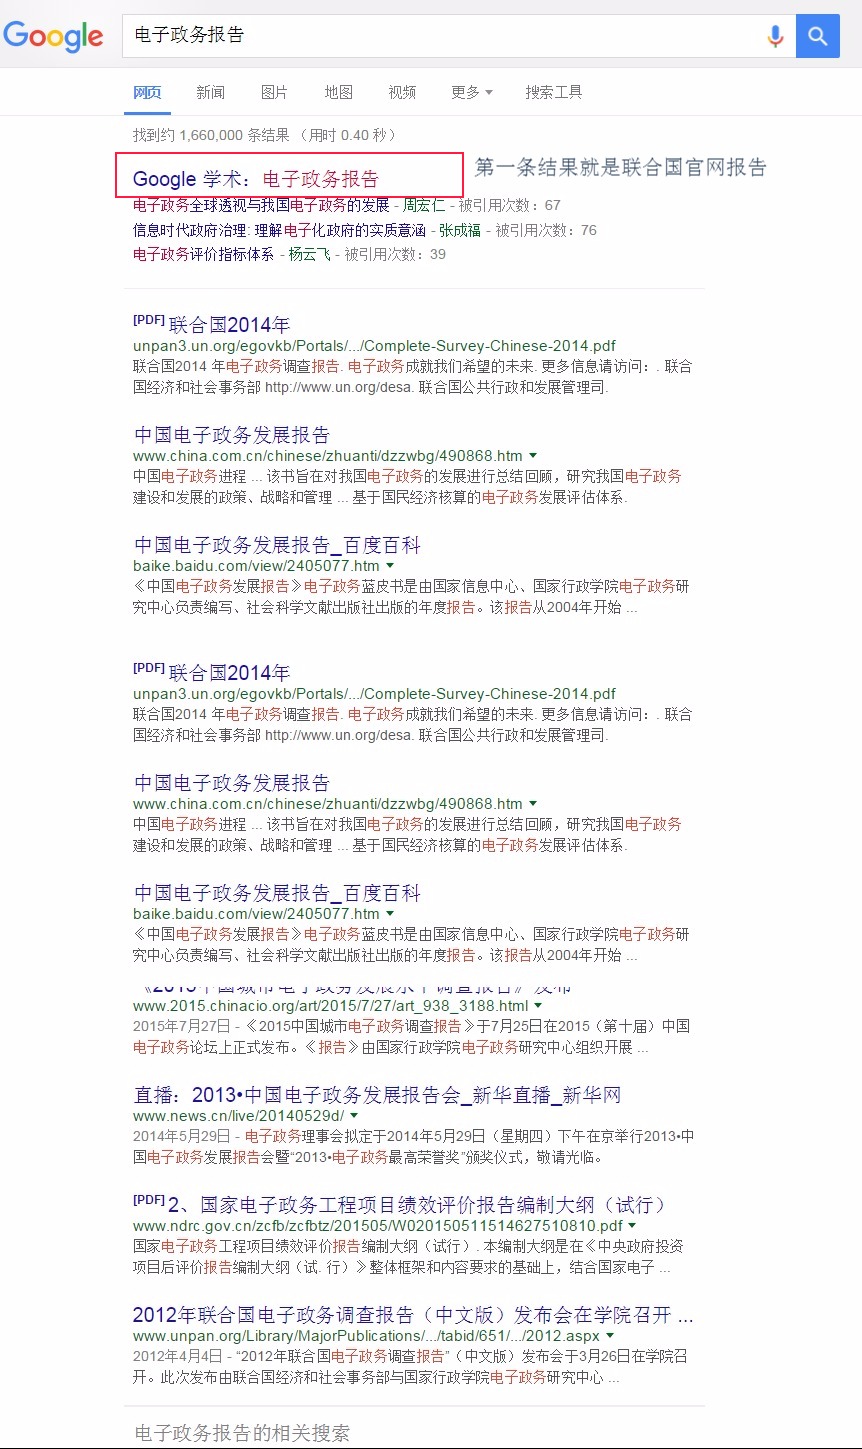 Google 电子政务报告
网页 新闻 图片 地图 视频 更多 搜索工具
找到约 1,660,000 条结果 （用时 0.40 秒）
Google 学术：电子政务报告 第一条结果就是联合国官网报告
电子政务全球透视与我国电子政务的发展 - 周宏仁 - 被引用次数：67
信息时代政府治理: 理解电子化政府的实质意涵 - 张成福 - 被引用次数：76
电子政务评价指标体系 - 杨云飞 - 被引用次数：39
[PDF] 联合国2014年
unpan3.un.org/egovkb/Portals/.../Complete-Survey-Chinese-2014.pdf
联合国2014 年电子政务调查报告. 电子政务成就我们希望的未来. 更多信息请访问：. 联合
国经济和社会事务部 http://www.un.org/desa. 联合国公共行政和发展管理司.
中国电子政务发展报告
www.china.com.cn/chinese/zhuanti/dzzwbg/490868.htm
中国电子政务进程 ... 该书旨在对我国电子政务的发展进行总结回顾，研究我国电子政务
建设和发展的政策、战略和管理 ... 基于国民经济核算的电子政务发展评估体系.
中国电子政务发展报告_百度百科
baike.baidu.com/view/2405077.htm
《中国电子政务发展报告》电子政务蓝皮书是由国家信息中心、国家行政学院电子政务研
究中心负责编写、社会科学文献出版社出版的年度报告。该报告从2004年开始 ...
[PDF] 联合国2014年
unpan3.un.org/egovkb/Portals/.../Complete-Survey-Chinese-2014.pdf
联合国2014 年电子政务调查报告. 电子政务成就我们希望的未来. 更多信息请访问：. 联合
国经济和社会事务部 http://www.un.org/desa. 联合国公共行政和发展管理司.
中国电子政务发展报告
www.china.com.cn/chinese/zhuanti/dzzwbg/490868.htm
中国电子政务进程 ... 该书旨在对我国电子政务的发展进行总结回顾，研究我国电子政务
建设和发展的政策、战略和管理 ... 基于国民经济核算的电子政务发展评估体系.
中国电子政务发展报告_百度百科
baike.baidu.com/view/2405077.htm
《中国电子政务发展报告》电子政务蓝皮书是由国家信息中心、国家行政学院电子政务研
究中心负责编写、社会科学文献出版社出版的年度报告。该报告从2004年开始 ...
《2015中国城市电子政务发展水平调查报告》发布
www.2015.chinacio.org/art/2015/7/27/art_938_3188.html
2015年7月27日 - 《2015中国城市电子政务调查报告》于7月25日在2015（第十届）中国
电子政务论坛上正式发布。《报告》由国家行政学院电子政务研究中心组织开展 ...
直播：2013•中国电子政务发展报告会_新华直播_新华网
www.news.cn/live/20140529d/
2014年5月29日 - 电子政务理事会拟定于2014年5月29日（星期四）下午在京举行2013•中
国电子政务发展报告会暨“2013•电子政务最高荣誉奖”颁奖仪式，敬请光临。
[PDF] 2、国家电子政务工程项目绩效评价报告编制大纲（试行）
www.ndrc.gov.cn/zcfb/zcfbtz/201505/W020150511514627510810.pdf
国家电子政务工程项目绩效评价报告编制大纲（试行）. 本编制大纲是在《中央政府投资
项目后评价报告编制大纲（试. 行）》整体框架和内容要求的基础上，结合国家电子 ...
2012年联合国电子政务调查报告（中文版）发布会在学院召开 ...
www.unpan.org/Library/MajorPublications/.../tabid/651/.../2012.aspx
2012年4月4日 - “2012年联合国电子政务调查报告”（中文版）发布会于3月26日在学院召
开。此次发布由联合国经济和社会事务部与国家行政学院电子政务研究中心 ...
电子政务报告的相关搜索